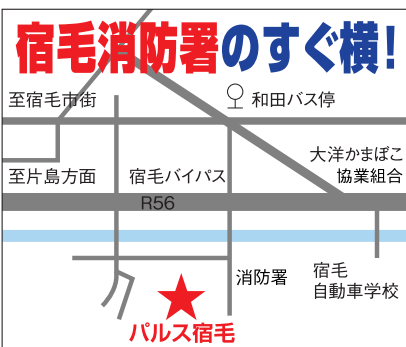 宿毛消防署のすぐ横!
至宿毛市街
和田バス停
大洋かまぼこ
協業組合
至片島方面
宿毛バイパス
R56
消防署
宿毛
自動車学校
パルス宿毛